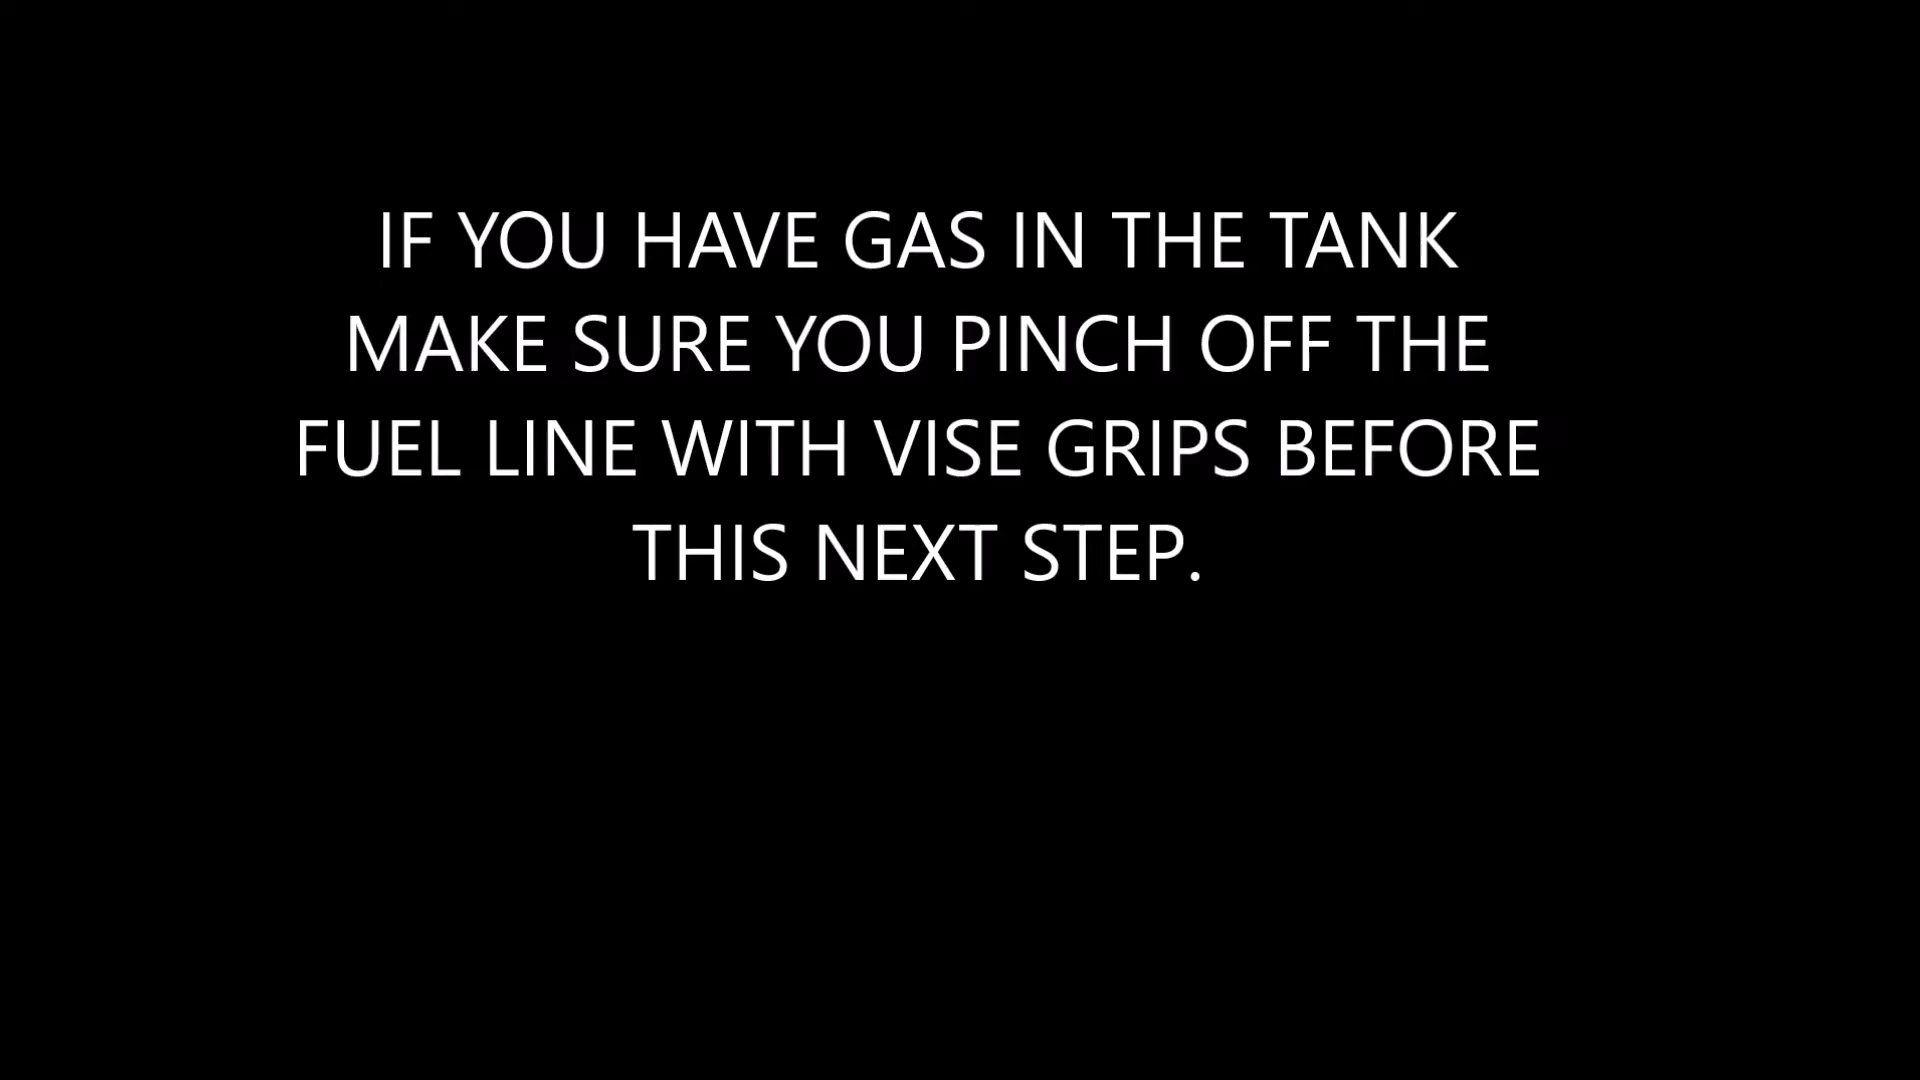 IF YOU HAVE GAS IN THE TANK
MAKE SURE YOU PINCH OFF THE
FUEL LINE WITH VISE GRIPS BEFORE
THIS NEXT STEP.